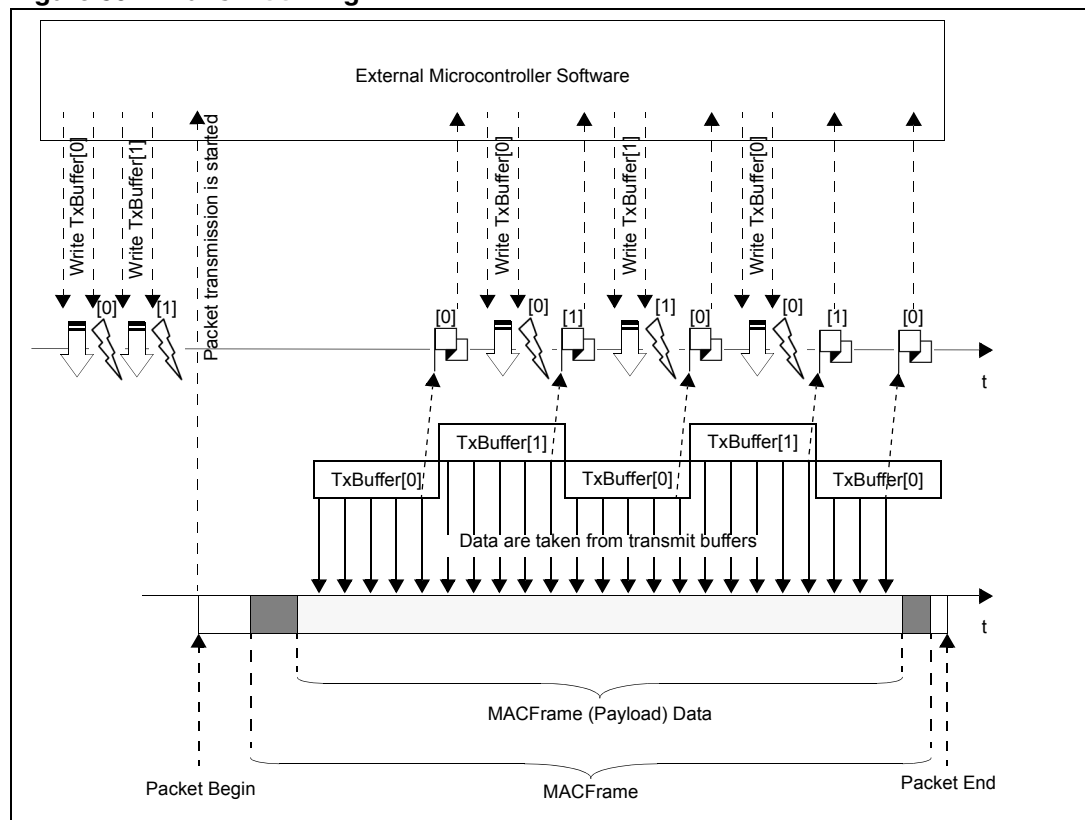 External Microcontroller Software
Write TxBuffer[0]
Write TxBuffer[1]
Packet transmission is started
Write TxBuffer[0]
Write TxBuffer[1]
Write TxBuffer[0]
[0]
[1]
[0]
[0]
[1]
[1]
[0]
[0]
[1]
[0]
t
TxBuffer[1]
TxBuffer[1]
TxBuffer[0]
TxBuffer[0]
TxBuffer[0]
Data are taken from transmit buffers
t
MACFrame (Payload) Data
Packet Begin
MACFrame
Packet End